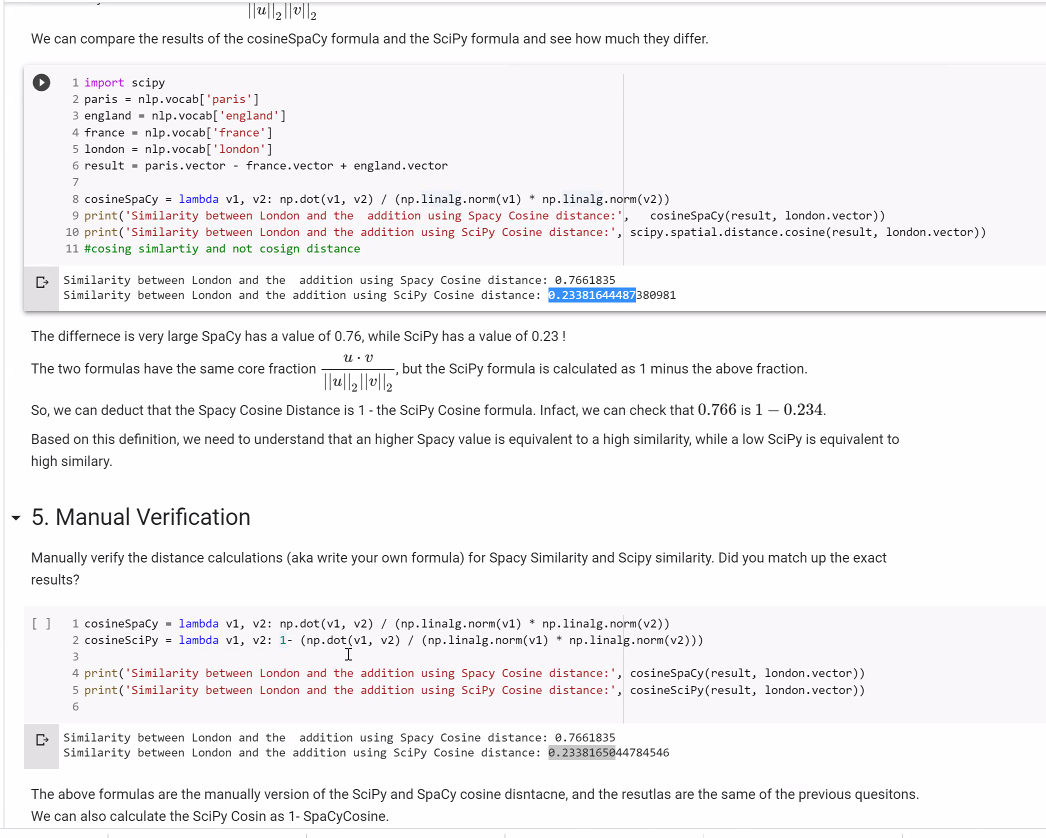 ||u||₂||v||₂
We can compare the results of the cosineSpaCy formula and the SciPy formula and see how much they differ.
1 import scipy
2 paris = nlp.vocab['paris']
3 england = nlp.vocab['england']
4 france = nlp.vocab['france']
5 london = nlp.vocab['london']
6 result = paris.vector - france.vector + england.vector
7
8 cosineSpaCy = lambda v1, v2: np.dot(v1, v2) / (np.linalg.norm(v1) * np.linalg.norm(v2))
9 print('Similarity between London and the  addition using Spacy Cosine distance:',   cosineSpaCy(result, london.vector))
10 print('Similarity between London and the addition using SciPy Cosine distance:', scipy.spatial.distance.cosine(result, london.vector))
11 #cosing simlartiy and not cosign distance
Similarity between London and the  addition using Spacy Cosine distance: 0.7661835
Similarity between London and the addition using SciPy Cosine distance: 0.23381644487380981
The differnece is very large SpaCy has a value of 0.76, while SciPy has a value of 0.23 !
u · v
The two formulas have the same core fraction ||u||₂||v||₂, but the SciPy formula is calculated as 1 minus the above fraction.
So, we can deduct that the Spacy Cosine Distance is 1 - the SciPy Cosine formula. Infact, we can check that 0.766 is 1 − 0.234.
Based on this definition, we need to understand that an higher Spacy value is equivalent to a high similarity, while a low SciPy is equivalent to
high similary.
5. Manual Verification
Manually verify the distance calculations (aka write your own formula) for Spacy Similarity and Scipy similarity. Did you match up the exact
results?
[ ] 1 cosineSpaCy = lambda v1, v2: np.dot(v1, v2) / (np.linalg.norm(v1) * np.linalg.norm(v2))
2 cosineSciPy = lambda v1, v2: 1- (np.dot(v1, v2) / (np.linalg.norm(v1) * np.linalg.norm(v2)))
3
4 print('Similarity between London and the  addition using Spacy Cosine distance:', cosineSpaCy(result, london.vector))
5 print('Similarity between London and the addition using SciPy Cosine distance:', cosineSciPy(result, london.vector))
6
Similarity between London and the  addition using Spacy Cosine distance: 0.7661835
Similarity between London and the addition using SciPy Cosine distance: 0.2338165044784546
The above formulas are the manually version of the SciPy and SpaCy cosine disntacne, and the resutlas are the same of the previous quesitons.
We can also calculate the SciPy Cosin as 1- SpaCyCosine.